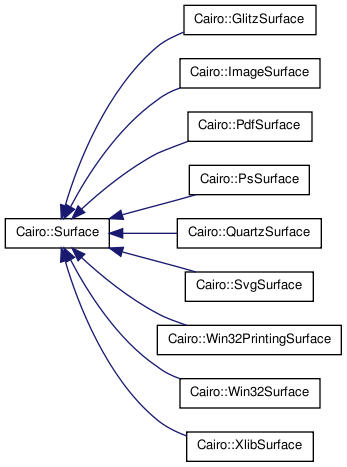 Cairo::GlitzSurface
Cairo::ImageSurface
Cairo::PdfSurface
Cairo::PsSurface
Cairo::Surface
Cairo::QuartzSurface
Cairo::SvgSurface
Cairo::Win32PrintingSurface
Cairo::Win32Surface
Cairo::XlibSurface